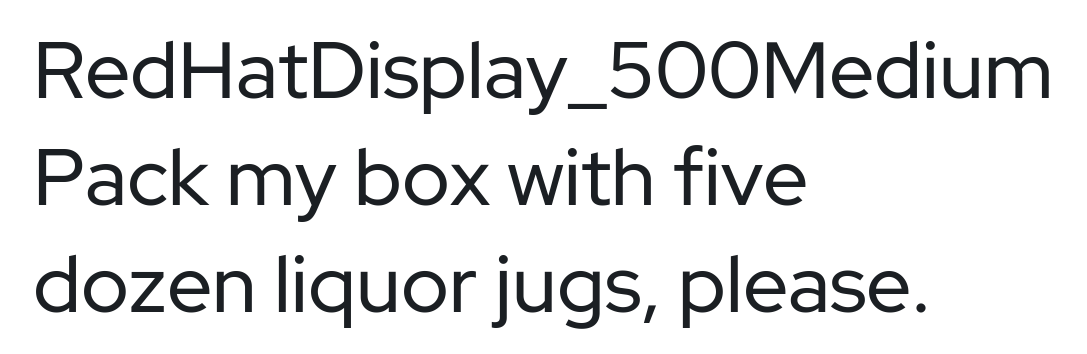 RedHatDisplay_500Medium
Pack my box with five
dozen liquor jugs, please.